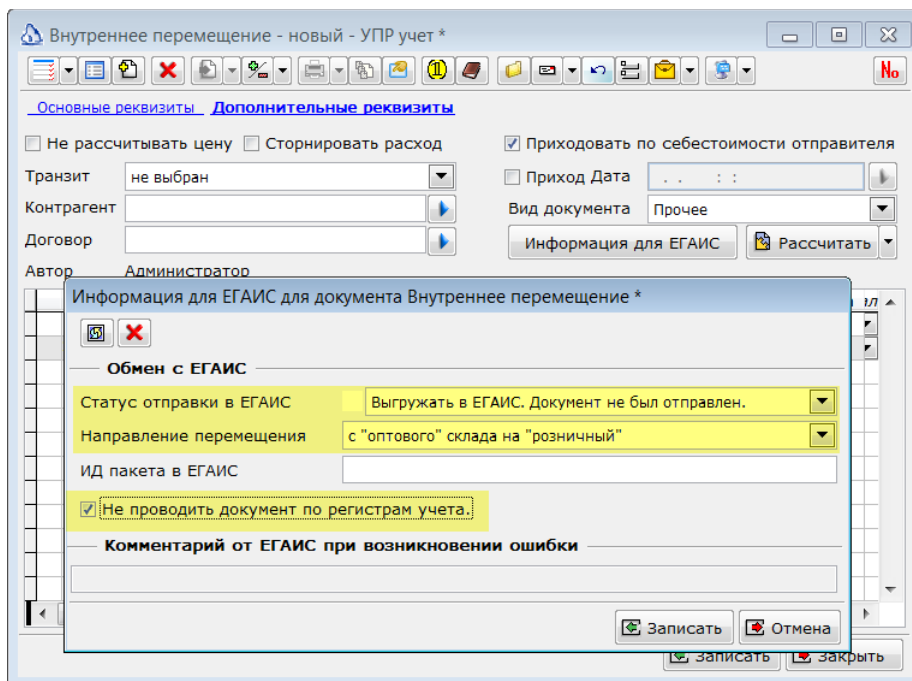 Внутреннее перемещение - новый - УПР учет *
No
Основные реквизиты Дополнительные реквизиты
Не рассчитывать цену Сторнировать расход Приходовать по себестоимости отправителя
Транзит не выбран Приход Дата . . : :
Контрагент Вид документа Прочее
Договор Информация для ЕГАИС Рассчитать
Автор Администратор
Информация для ЕГАИС для документа Внутреннее перемещение *
Обмен с ЕГАИС
Статус отправки в ЕГАИС Выгружать в ЕГАИС. Документ не был отправлен.
Направление перемещения с "оптового" склада на "розничный"
ИД пакета в ЕГАИС
Не проводить документ по регистрам учета.
Комментарий от ЕГАИС при возникновении ошибки
Записать Отмена
Записать Закрыть